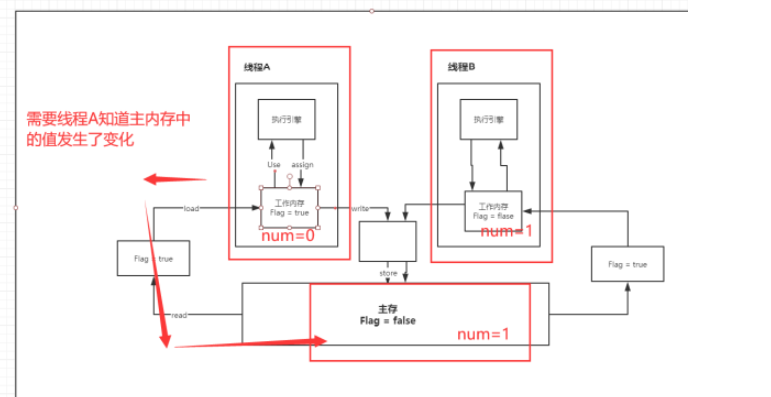 线程A
线程B
需要线程A知道主内存中
的值发生了变化
执行引擎
执行引擎
Use
assign
工作内存
Flag = true
num=0
load
write
工作内存
Flag = flase
num=1
Flag = true
Flag = true
store
read
主存
Flag = false
num=1